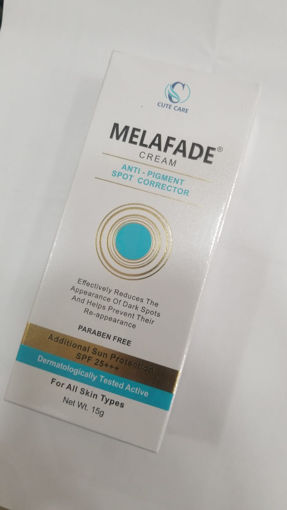 CUTE CARE
MELAFADE®
CREAM
ANTI - PIGMENT
SPOT CORRECTOR
Effectively Reduces The
Appearance Of Dark Spots
And Helps Prevent Their
Re-appearance
PARABEN FREE
Additional Sun Protection
SPF 25+++
Dermatologically Tested Active
For All Skin Types
Net Wt. 15g